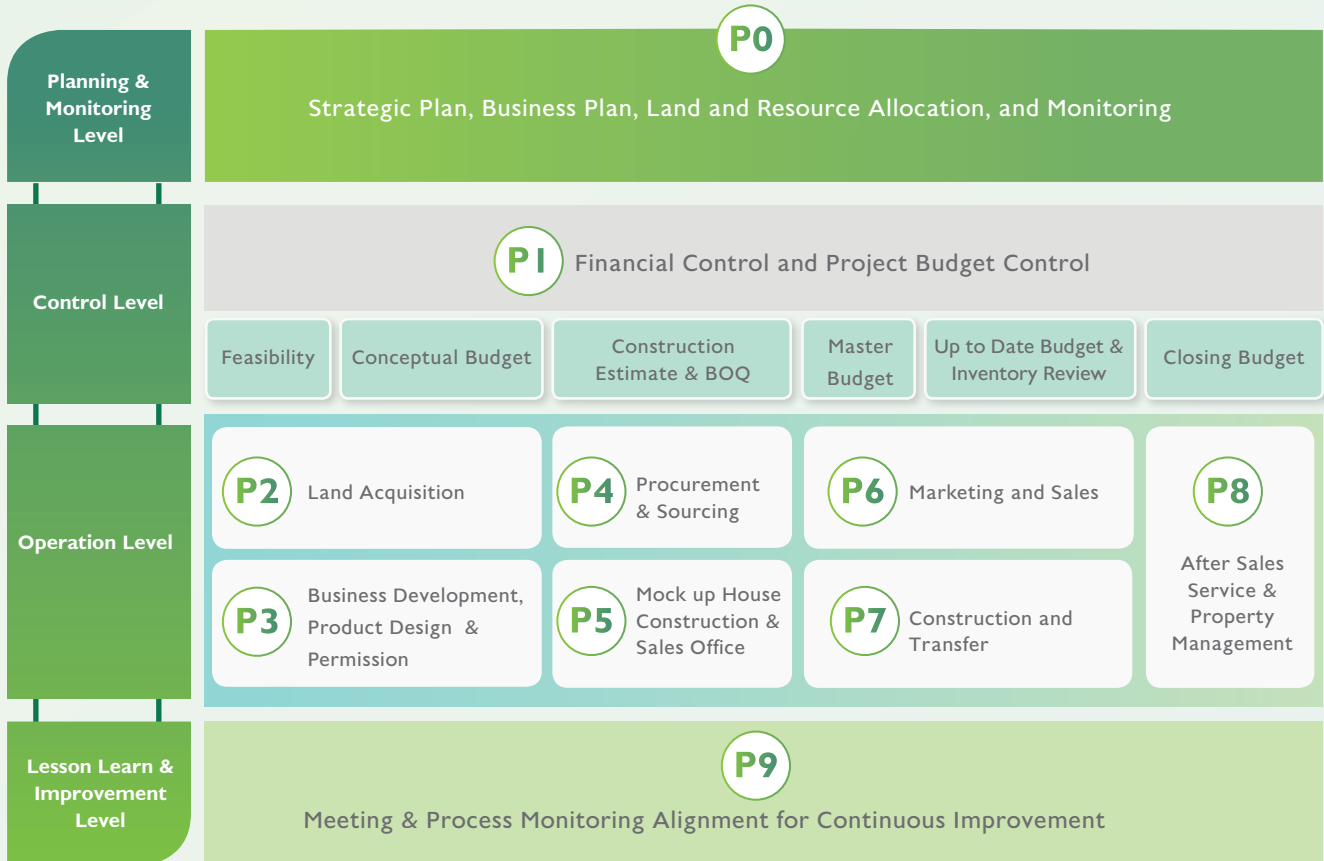 Planning &
Monitoring
Level
P0
Strategic Plan, Business Plan, Land and Resource Allocation, and Monitoring
Control Level
P1
Financial Control and Project Budget Control
Feasibility
Conceptual Budget
Construction
Estimate & BOQ
Master
Budget
Up to Date Budget &
Inventory Review
Closing Budget
Operation Level
P2
Land Acquisition
P3
Business Development,
Product Design &
Permission
P4
Procurement
& Sourcing
P5
Mock up House
Construction &
Sales Office
P6
Marketing and Sales
P7
Construction and
Transfer
P8
After Sales
Service &
Property
Management
Lesson Learn &
Improvement
Level
P9
Meeting & Process Monitoring Alignment for Continuous Improvement